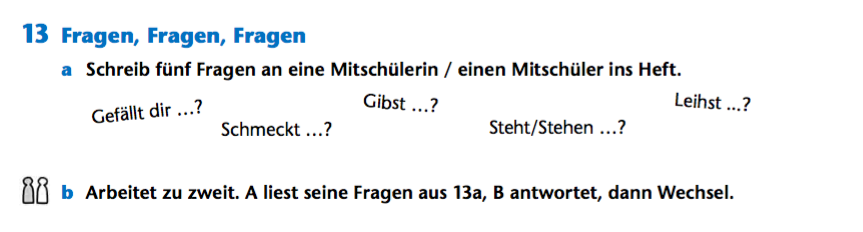 13 Fragen, Fragen, Fragen
a Schreib fünf Fragen an eine Mitschülerin / einen Mitschüler ins Heft.
Gefällt dir ...?
Schmeckt ...?
Gibst ...?
Steht/Stehen ...?
Leihst ...?
b Arbeitet zu zweit. A liest seine Fragen aus 13a, B antwortet, dann Wechsel.